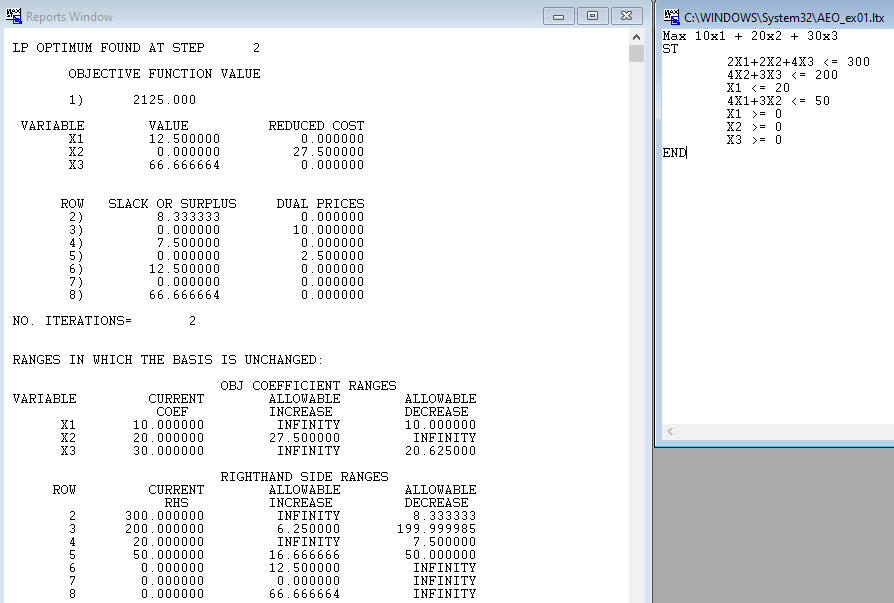 Reports Window
LP OPTIMUM FOUND AT STEP 2
OBJECTIVE FUNCTION VALUE
1) 2125.000
VARIABLE VALUE REDUCED COST
X1 12.500000 0.000000
X2 0.000000 27.500000
X3 66.666664 0.000000
ROW SLACK OR SURPLUS DUAL PRICES
2) 8.333333 0.000000
3) 0.000000 10.000000
4) 7.500000 0.000000
5) 0.000000 2.500000
6) 12.500000 0.000000
7) 0.000000 0.000000
8) 66.666664 0.000000
NO. ITERATIONS= 2
RANGES IN WHICH THE BASIS IS UNCHANGED:
OBJ COEFFICIENT RANGES
VARIABLE CURRENT ALLOWABLE ALLOWABLE
COEF INCREASE DECREASE
X1 10.000000 INFINITY 10.000000
X2 20.000000 27.500000 INFINITY
X3 30.000000 INFINITY 20.625000
RIGHTHAND SIDE RANGES
ROW CURRENT ALLOWABLE ALLOWABLE
RHS INCREASE DECREASE
2 300.000000 INFINITY 8.333333
3 200.000000 6.250000 199.999985
4 20.000000 INFINITY 7.500000
5 50.000000 16.666666 50.000000
6 0.000000 12.500000 INFINITY
7 0.000000 0.000000 INFINITY
8 0.000000 66.666664 INFINITY
C:\WINDOWS\System32\AEO_ex01.ltx
Max 10x1 + 20x2 + 30x3
ST
2X1+2X2+4X3 <= 300
4X2+3X3 <= 200
X1 <= 20
4X1+3X2 <= 50
X1 >= 0
X2 >= 0
X3 >= 0
END